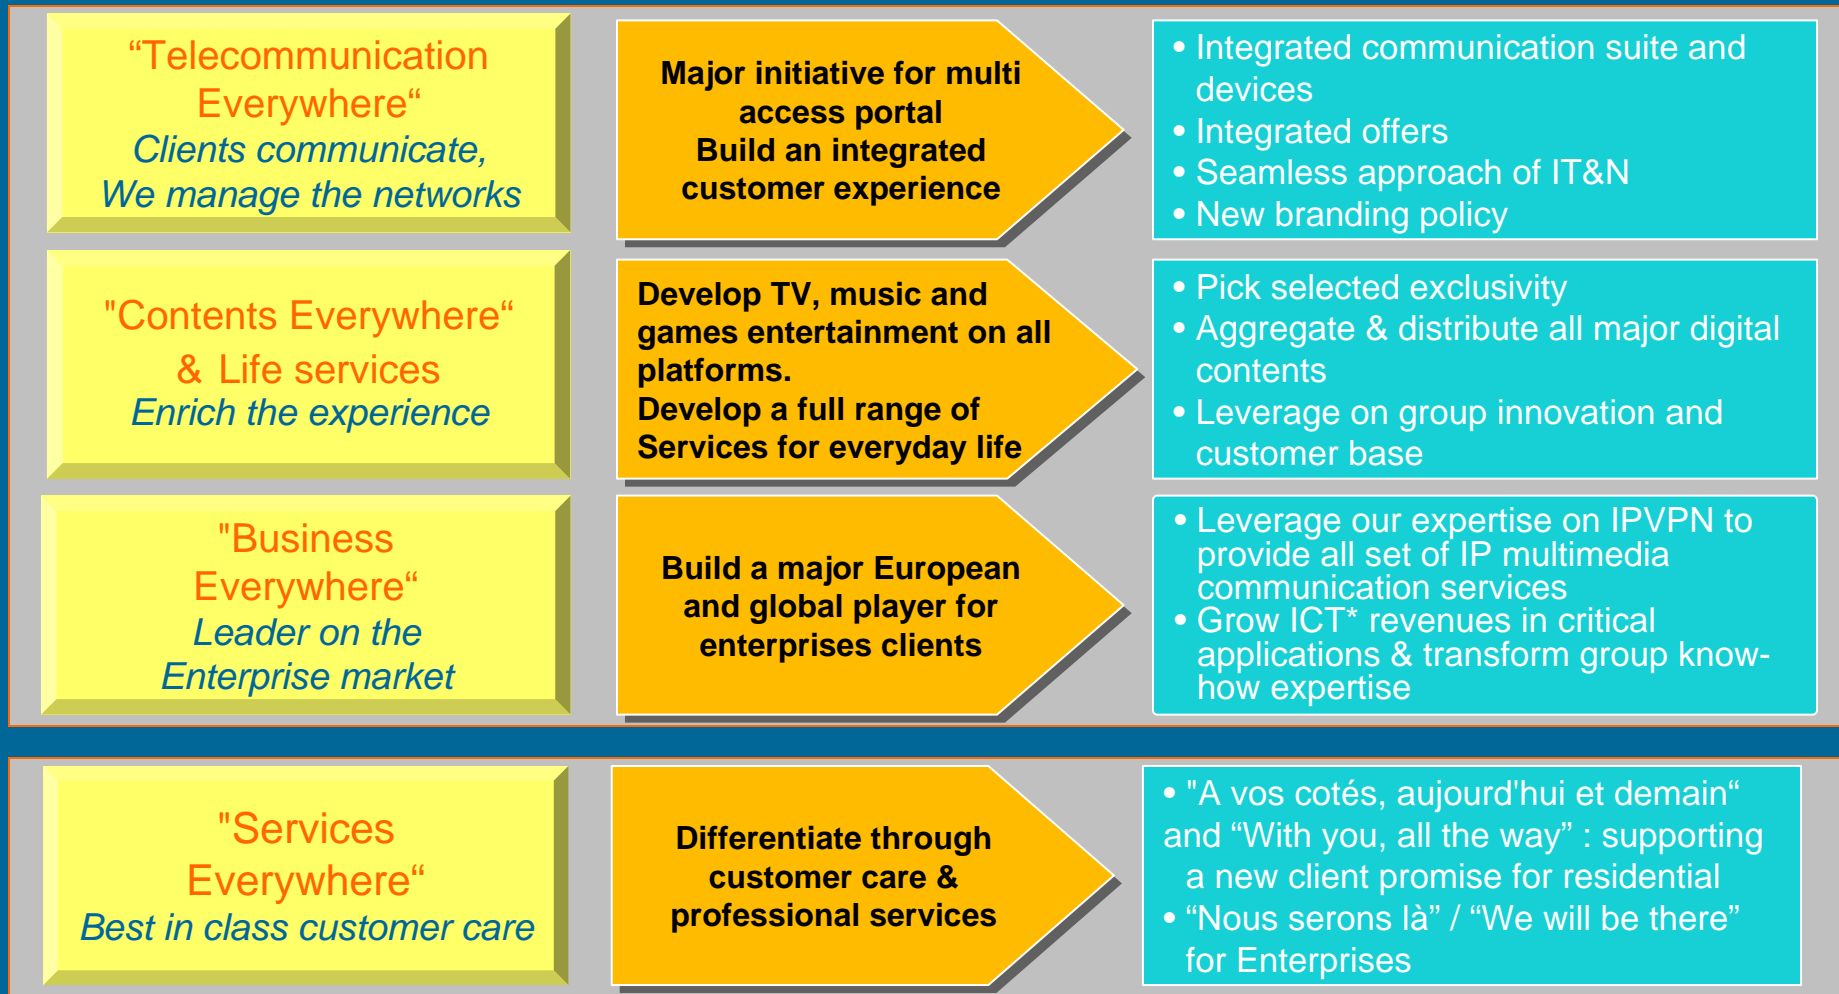 “Telecommunication
Everywhere“
Clients communicate,
We manage the networks
Major initiative for multi
access portal
Build an integrated
customer experience
• Integrated communication suite and
devices
• Integrated offers
• Seamless approach of IT&N
• New branding policy
"Contents Everywhere“
& Life services
Enrich the experience
Develop TV, music and
games entertainment on all
platforms.
Develop a full range of
Services for everyday life
• Pick selected exclusivity
• Aggregate & distribute all major digital
contents
• Leverage on group innovation and
customer base
"Business
Everywhere“
Leader on the
Enterprise market
Build a major European
and global player for
enterprises clients
• Leverage our expertise on IPVPN to
provide all set of IP multimedia
communication services
• Grow ICT* revenues in critical
applications & transform group know-
how expertise
"Services
Everywhere“
Best in class customer care
Differentiate through
customer care &
professional services
• "A vos cotés, aujourd'hui et demain“
and “With you, all the way” : supporting
a new client promise for residential
• “Nous serons là” / “We will be there”
for Enterprises